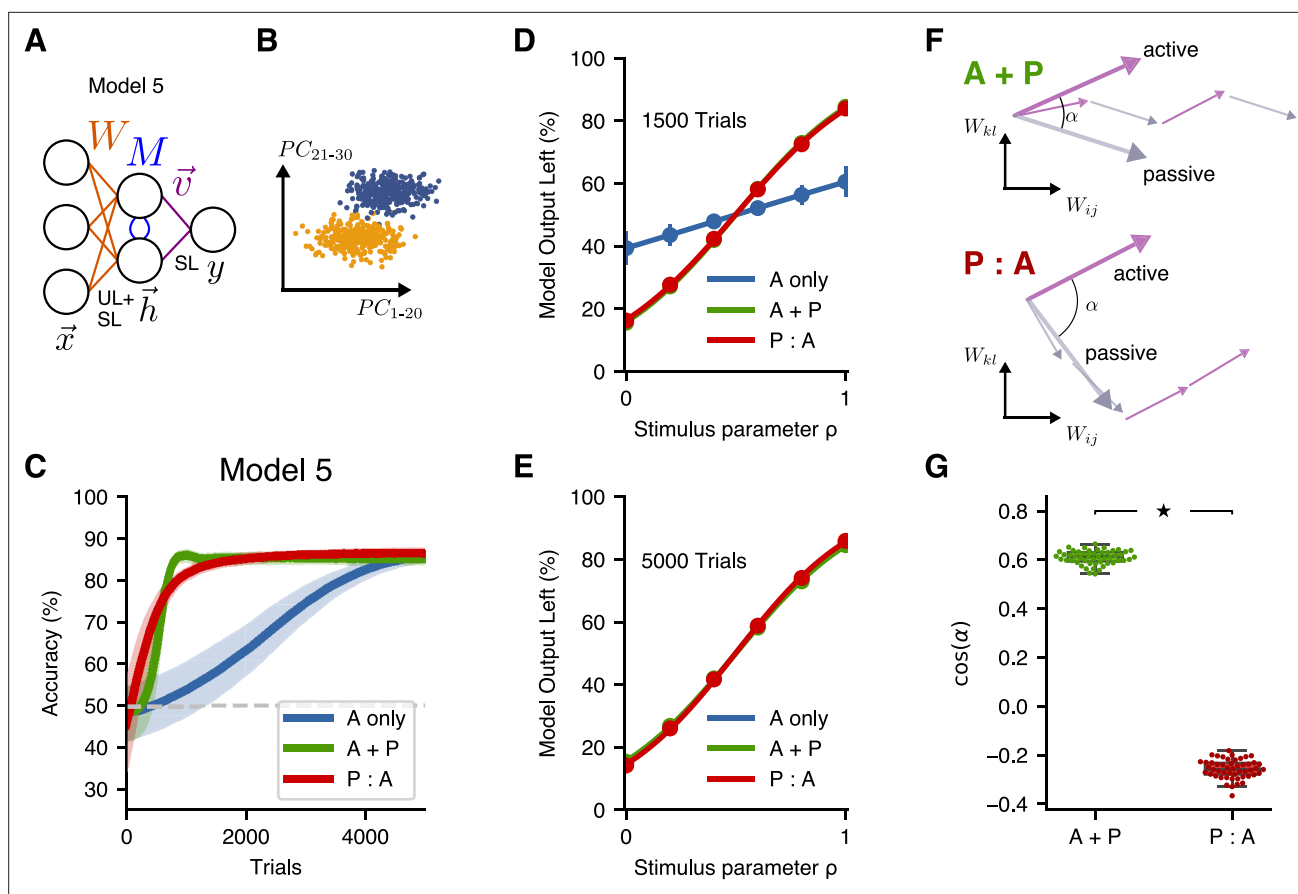 A
Model 5
W
M
v⃗
SL
y
UL+
SL
h⃗
x⃗
B
PC21-30
PC1-20
C
Model 5
Accuracy (%)
100
90
80
70
60
50
40
30
0
2000
4000
Trials
A only
A + P
P : A
D
Model Output Left (%)
100
80
60
40
20
0
1500 Trials
A only
A + P
P : A
0
1
Stimulus parameter ρ
E
Model Output Left (%)
100
80
60
40
20
0
5000 Trials
A only
A + P
P : A
0
1
Stimulus parameter ρ
F
A + P
active
α
passive
Wkl
Wij
P : A
active
α
passive
Wkl
Wij
G
cos(α)
0.8
0.6
0.4
0.2
0.0
−0.2
−0.4
★
A + P
P : A